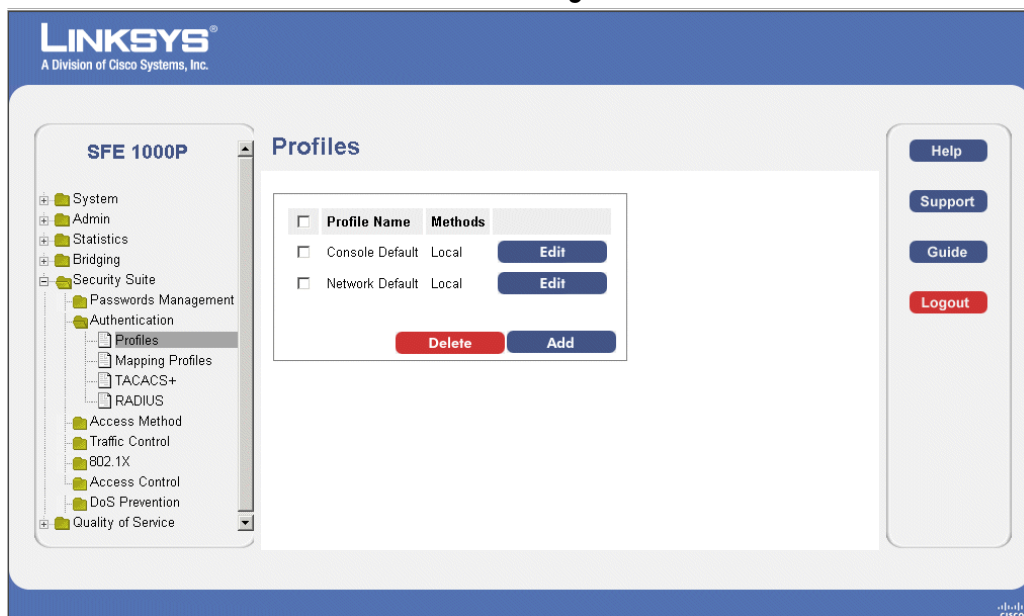 LINKSYS®
A Division of Cisco Systems, Inc.
SFE 1000P
System
Admin
Statistics
Bridging
Security Suite
Passwords Management
Authentication
Profiles
Mapping Profiles
TACACS+
RADIUS
Access Method
Traffic Control
802.1X
Access Control
DoS Prevention
Quality of Service
Profiles
Profile Name Methods
Console Default Local Edit
Network Default Local Edit
Delete Add
Help
Support
Guide
Logout
CISCO